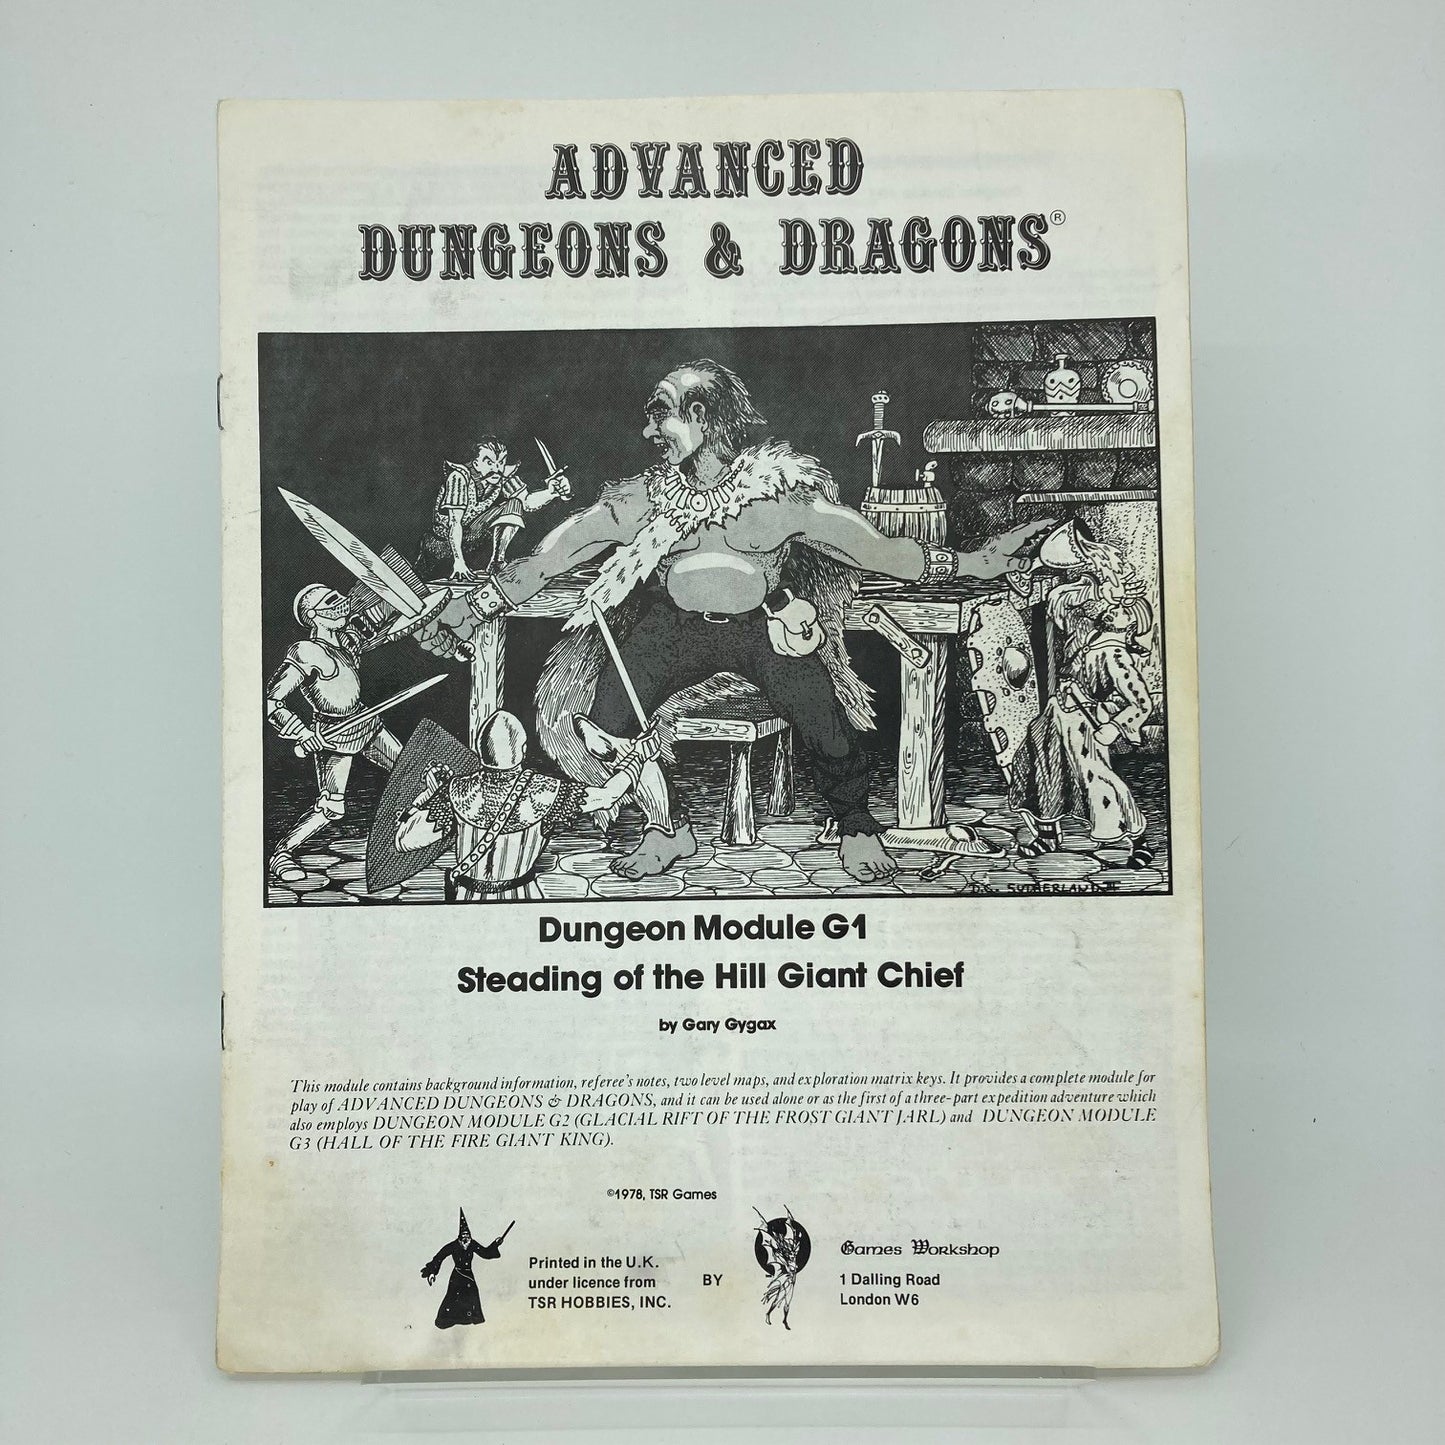 ADVANCED
DUNGEONS & DRAGONS®
D.C. SUTHERLAND III
Dungeon Module G1
Steading of the Hill Giant Chief
by Gary Gygax
This module contains background information, referee's notes, two level maps, and exploration matrix keys. It provides a complete module for
play of ADVANCED DUNGEONS & DRAGONS, and it can be used alone or as the first of a three-part expedition adventure which
also employs DUNGEON MODULE G2 (GLACIAL RIFT OF THE FROST GIANT JARL) and DUNGEON MODULE
G3 (HALL OF THE FIRE GIANT KING).
©1978, TSR Games
Printed in the U.K.
under licence from
TSR HOBBIES, INC.
BY
Games Workshop
1 Dalling Road
London W6